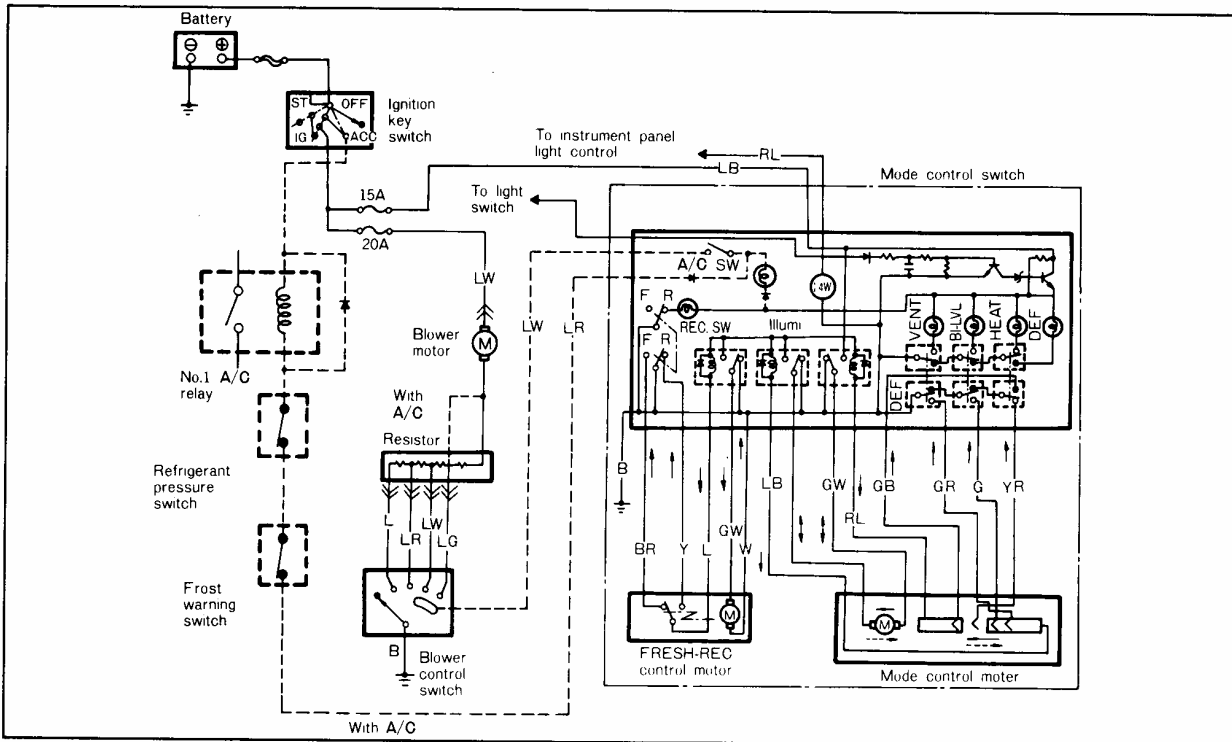 Battery
ST
OFF
IG
ACC
Ignition
key
switch
To instrument panel
light control
RL
LB
Mode control switch
15A
To light
switch
20A
A/C SW
LW
LW
LR
F R
REC. SW
Illumi
F R
VENT
BI-LVL
HEAT
DEF
DEF
Blower
motor
M
No.1 A/C
relay
With
A/C
Resistor
Refrigerant
pressure
switch
L
LR
LW
LG
B
BR
Y
L
GW
W
LB
GW
RL
GB
GR
G
YR
Frost
warning
switch
B
Blower
control
switch
M
FRESH-REC
control motor
M
Mode control moter
With A/C